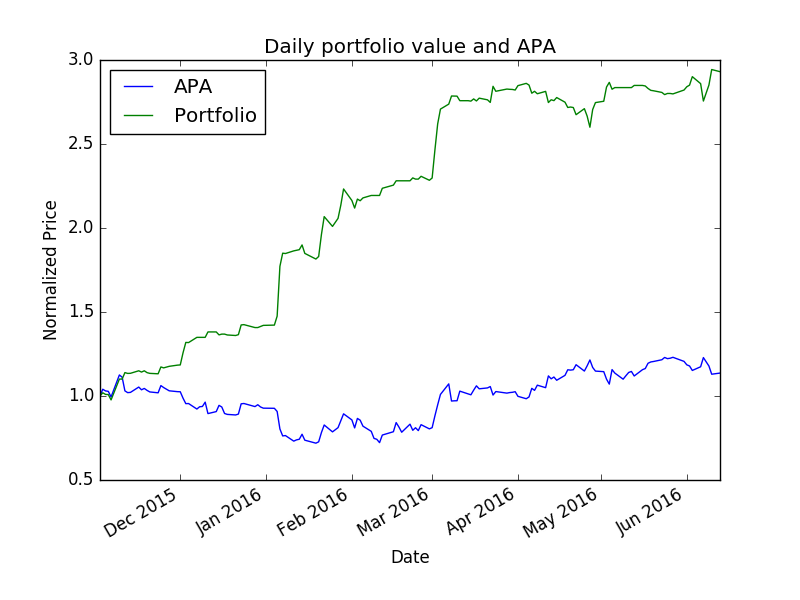 Daily portfolio value and APA
3.0
2.5
2.0
1.5
1.0
0.5
Normalized Price
APA
Portfolio
Dec 2015
Jan 2016
Feb 2016
Mar 2016
Apr 2016
May 2016
Jun 2016
Date